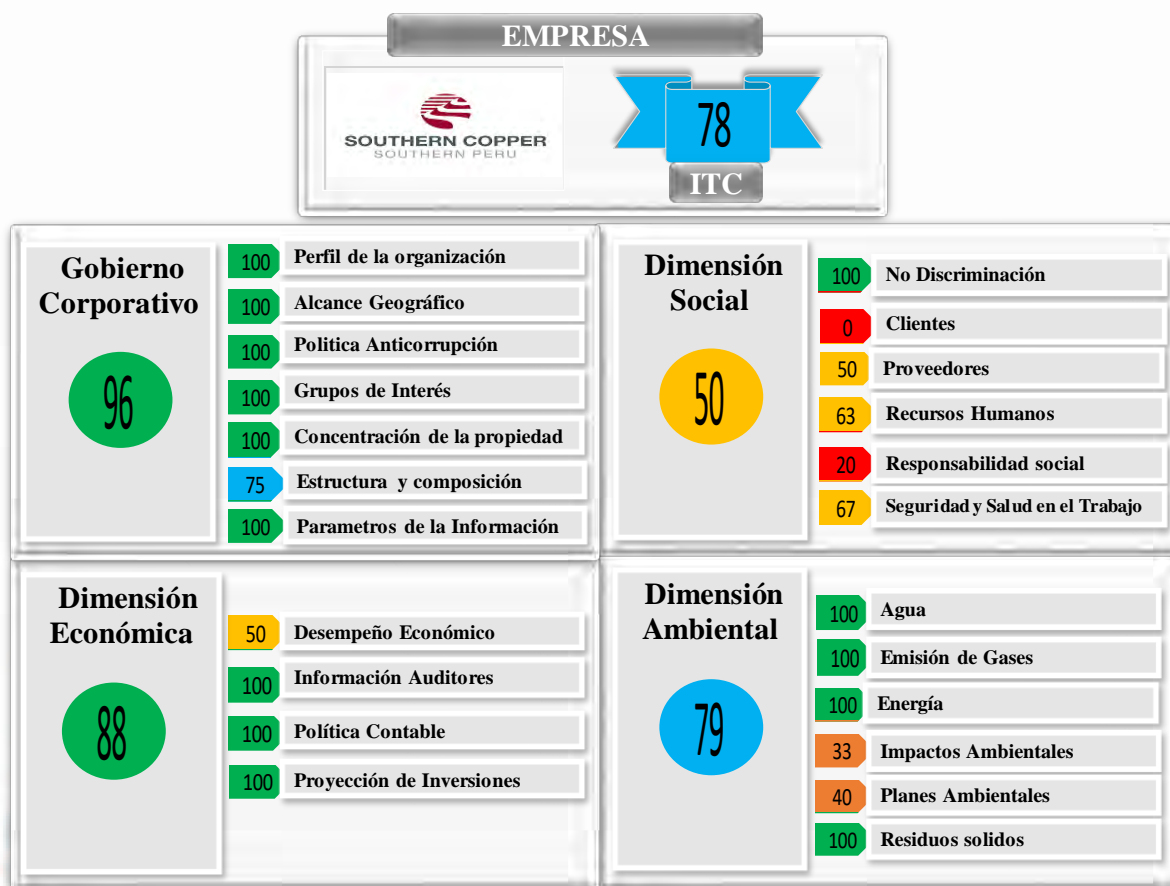 EMPRESA
SOUTHERN COPPER
SOUTHERN PERU
78
ITC
Gobierno
Corporativo
96
100 Perfil de la organización
100 Alcance Geográfico
100 Politica Anticorrupción
100 Grupos de Interés
100 Concentración de la propiedad
75 Estructura y composición
100 Parametros de la Información
Dimensión
Social
50
100 No Discriminación
0 Clientes
50 Proveedores
63 Recursos Humanos
20 Responsabilidad social
67 Seguridad y Salud en el Trabajo
Dimensión
Económica
88
50 Desempeño Económico
100 Información Auditores
100 Política Contable
100 Proyección de Inversiones
Dimensión
Ambiental
79
100 Agua
100 Emisión de Gases
100 Energía
33 Impactos Ambientales
40 Planes Ambientales
100 Residuos solidos